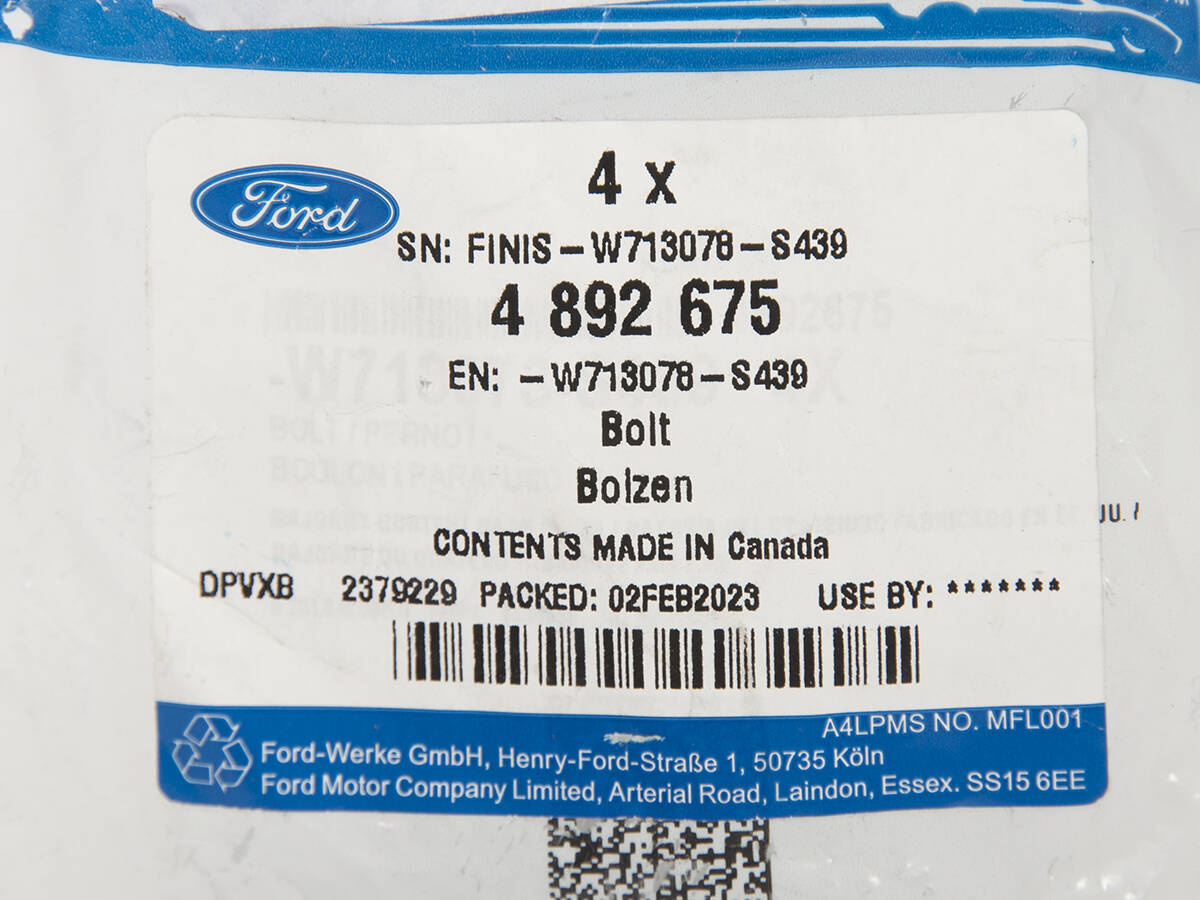 4 x
Ford
SN: FINIS-W713078-S439
4 892 675
EN: -W713078-S439
Bolt
Bolzen
CONTENTS MADE IN Canada
DPVXB 2379229 PACKED: 02FEB2023 USE BY: *******
A4LPMS NO. MFL001
Ford-Werke GmbH, Henry-Ford-Straße 1, 50735 Köln
Ford Motor Company Limited, Arterial Road, Laindon, Essex. SS15 6EE